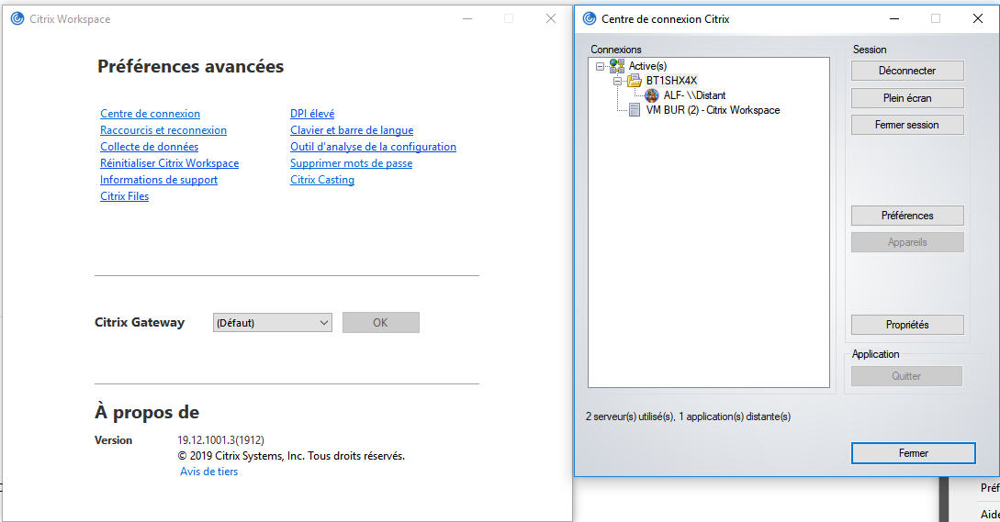 Citrix Workspace
Préférences avancées
Centre de connexion
Raccourcis et reconnexion
Collecte de données
Réinitialiser Citrix Workspace
Informations de support
Citrix Files
DPI élevé
Clavier et barre de langue
Outil d'analyse de la configuration
Supprimer mots de passe
Citrix Casting
Citrix Gateway
(Défaut)
OK
À propos de
Version
19.12.1001.3(1912)
© 2019 Citrix Systems, Inc. Tous droits réservés.
Avis de tiers
Centre de connexion Citrix
Connexions
Active(s)
BT1SHX4X
ALF- \\Distant
VM BUR (2) - Citrix Workspace
Session
Déconnecter
Plein écran
Fermer session
Préférences
Appareils
Propriétés
Application
Quitter
2 serveur(s) utilisé(s), 1 application(s) distante(s)
Fermer
Préf
Aide